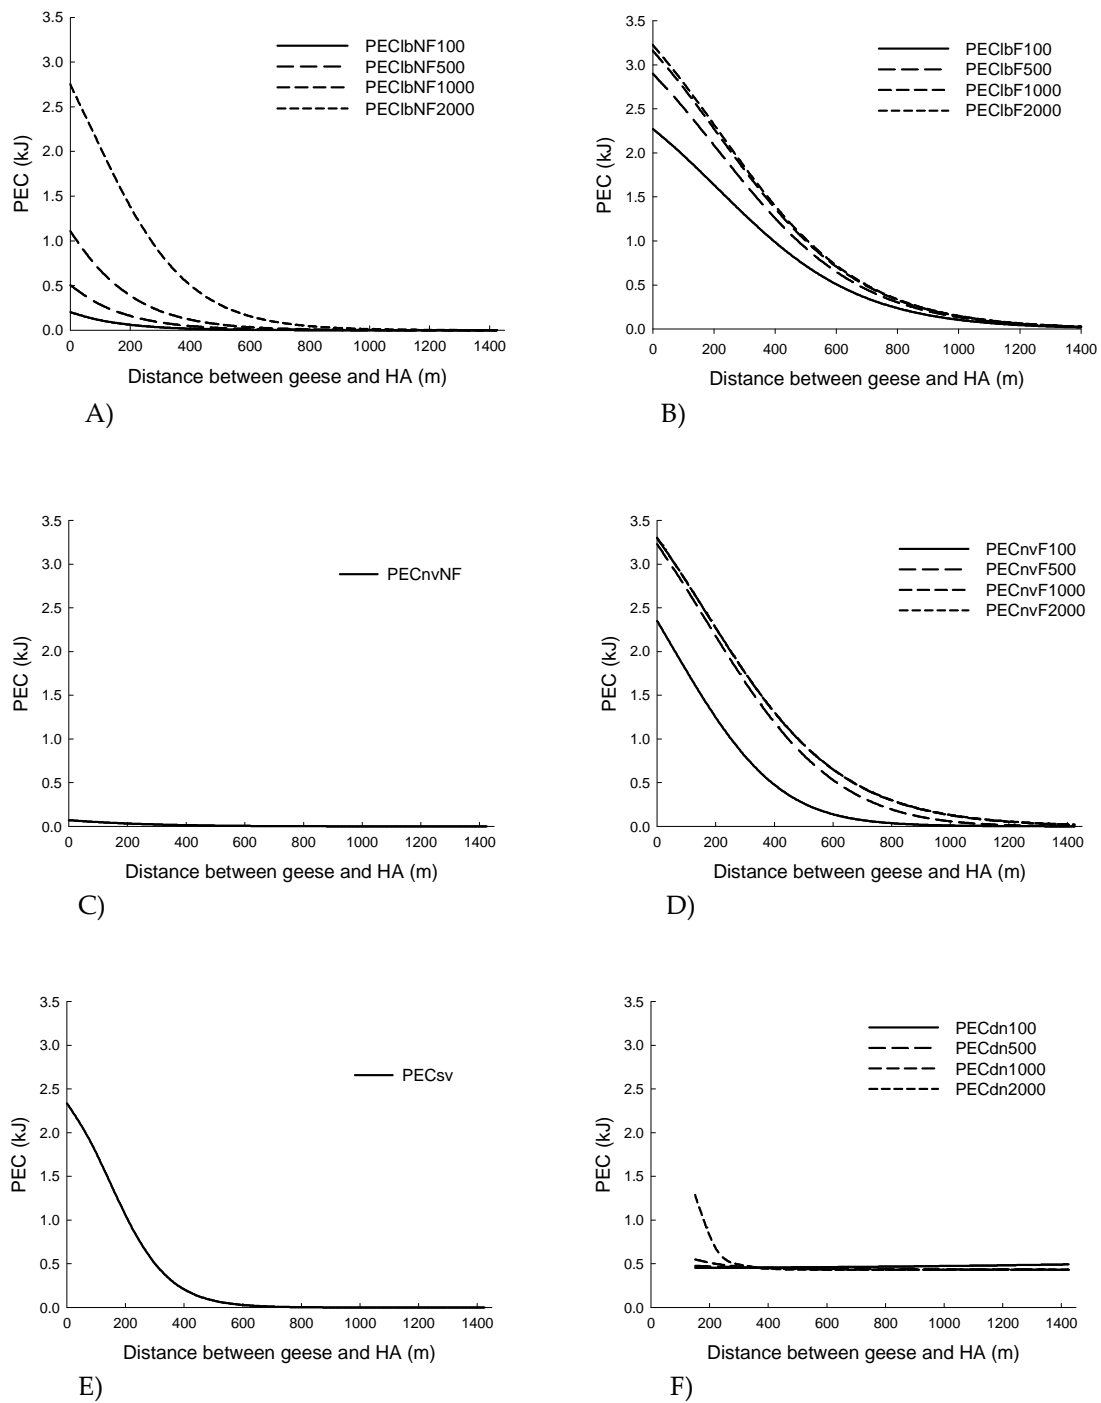 3.5
3.0
2.5
2.0
1.5
1.0
0.5
0.0
PEC (kJ)
PEClbNF100
PEClbNF500
PEClbNF1000
PEClbNF2000
0 200 400 600 800 1000 1200 1400
Distance between geese and HA (m)
A)
3.5
3.0
2.5
2.0
1.5
1.0
0.5
0.0
PEC (kJ)
PEClbF100
PEClbF500
PEClbF1000
PEClbF2000
0 200 400 600 800 1000 1200 1400
Distance between geese and HA (m)
B)
3.5
3.0
2.5
2.0
1.5
1.0
0.5
0.0
PEC (kJ)
PECnvNF
0 200 400 600 800 1000 1200 1400
Distance between geese and HA (m)
C)
3.5
3.0
2.5
2.0
1.5
1.0
0.5
0.0
PEC (kJ)
PECnvF100
PECnvF500
PECnvF1000
PECnvF2000
0 200 400 600 800 1000 1200 1400
Distance between geese and HA (m)
D)
3.5
3.0
2.5
2.0
1.5
1.0
0.5
0.0
PEC (kJ)
PECsv
0 200 400 600 800 1000 1200 1400
Distance between geese and HA (m)
E)
3.5
3.0
2.5
2.0
1.5
1.0
0.5
0.0
PEC (kJ)
PECdn100
PECdn500
PECdn1000
PECdn2000
0 200 400 600 800 1000 1200 1400
Distance between geese and HA (m)
F)